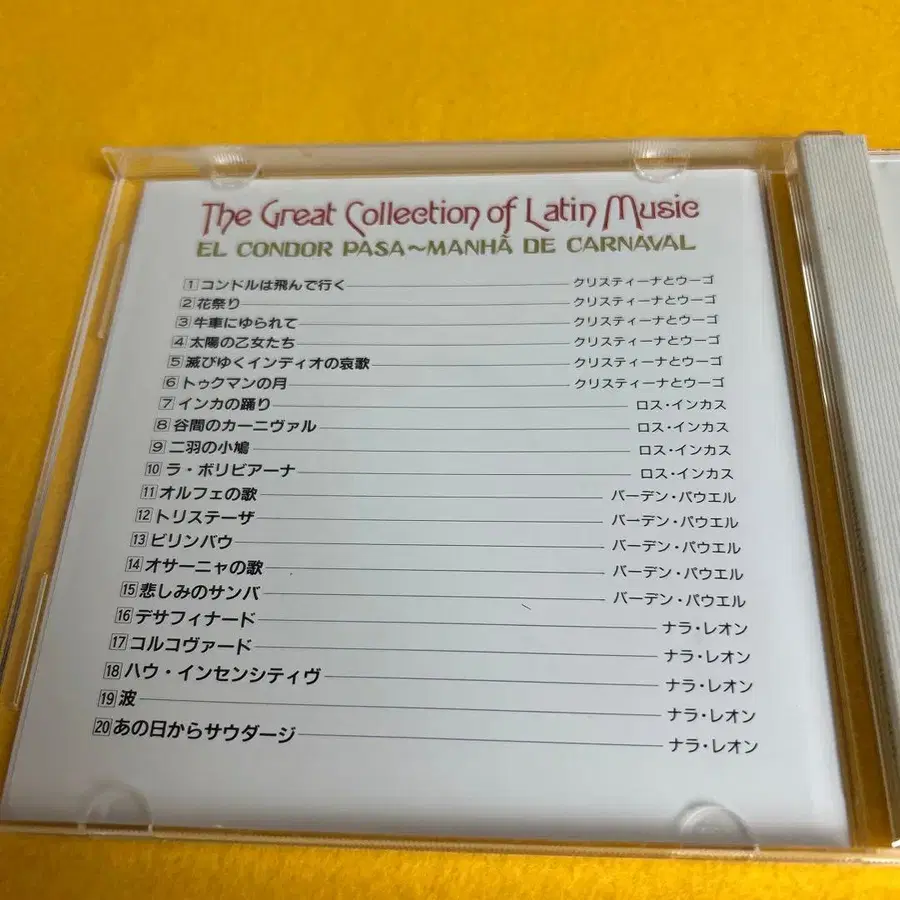 The Great Collection of Latin Music
EL CONDOR PASA～MANHÃ DE CARNAVAL
1 コンドルは飛んで行く クリスティーナとウーゴ
2 花祭り クリスティーナとウーゴ
3 牛車にゆられて クリスティーナとウーゴ
4 太陽の乙女たち クリスティーナとウーゴ
5 滅びゆくインディオの哀歌 クリスティーナとウーゴ
6 トゥクマンの月 クリスティーナとウーゴ
7 インカの踊り ロス・インカス
8 谷間のカーニヴァル ロス・インカス
9 二羽の小鳩 ロス・インカス
10 ラ・ボリビアーナ ロス・インカス
11 オルフェの歌 バーデン・パウエル
12 トリステーザ バーデン・パウエル
13 ビリンバウ バーデン・パウエル
14 オサーニャの歌 バーデン・パウエル
15 悲しみのサンバ バーデン・パウエル
16 デサフィナード ナラ・レオン
17 コルコヴァード ナラ・レオン
18 ハウ・インセンシティヴ ナラ・レオン
19 波 ナラ・レオン
20 あの日からサウダージ ナラ・レオン